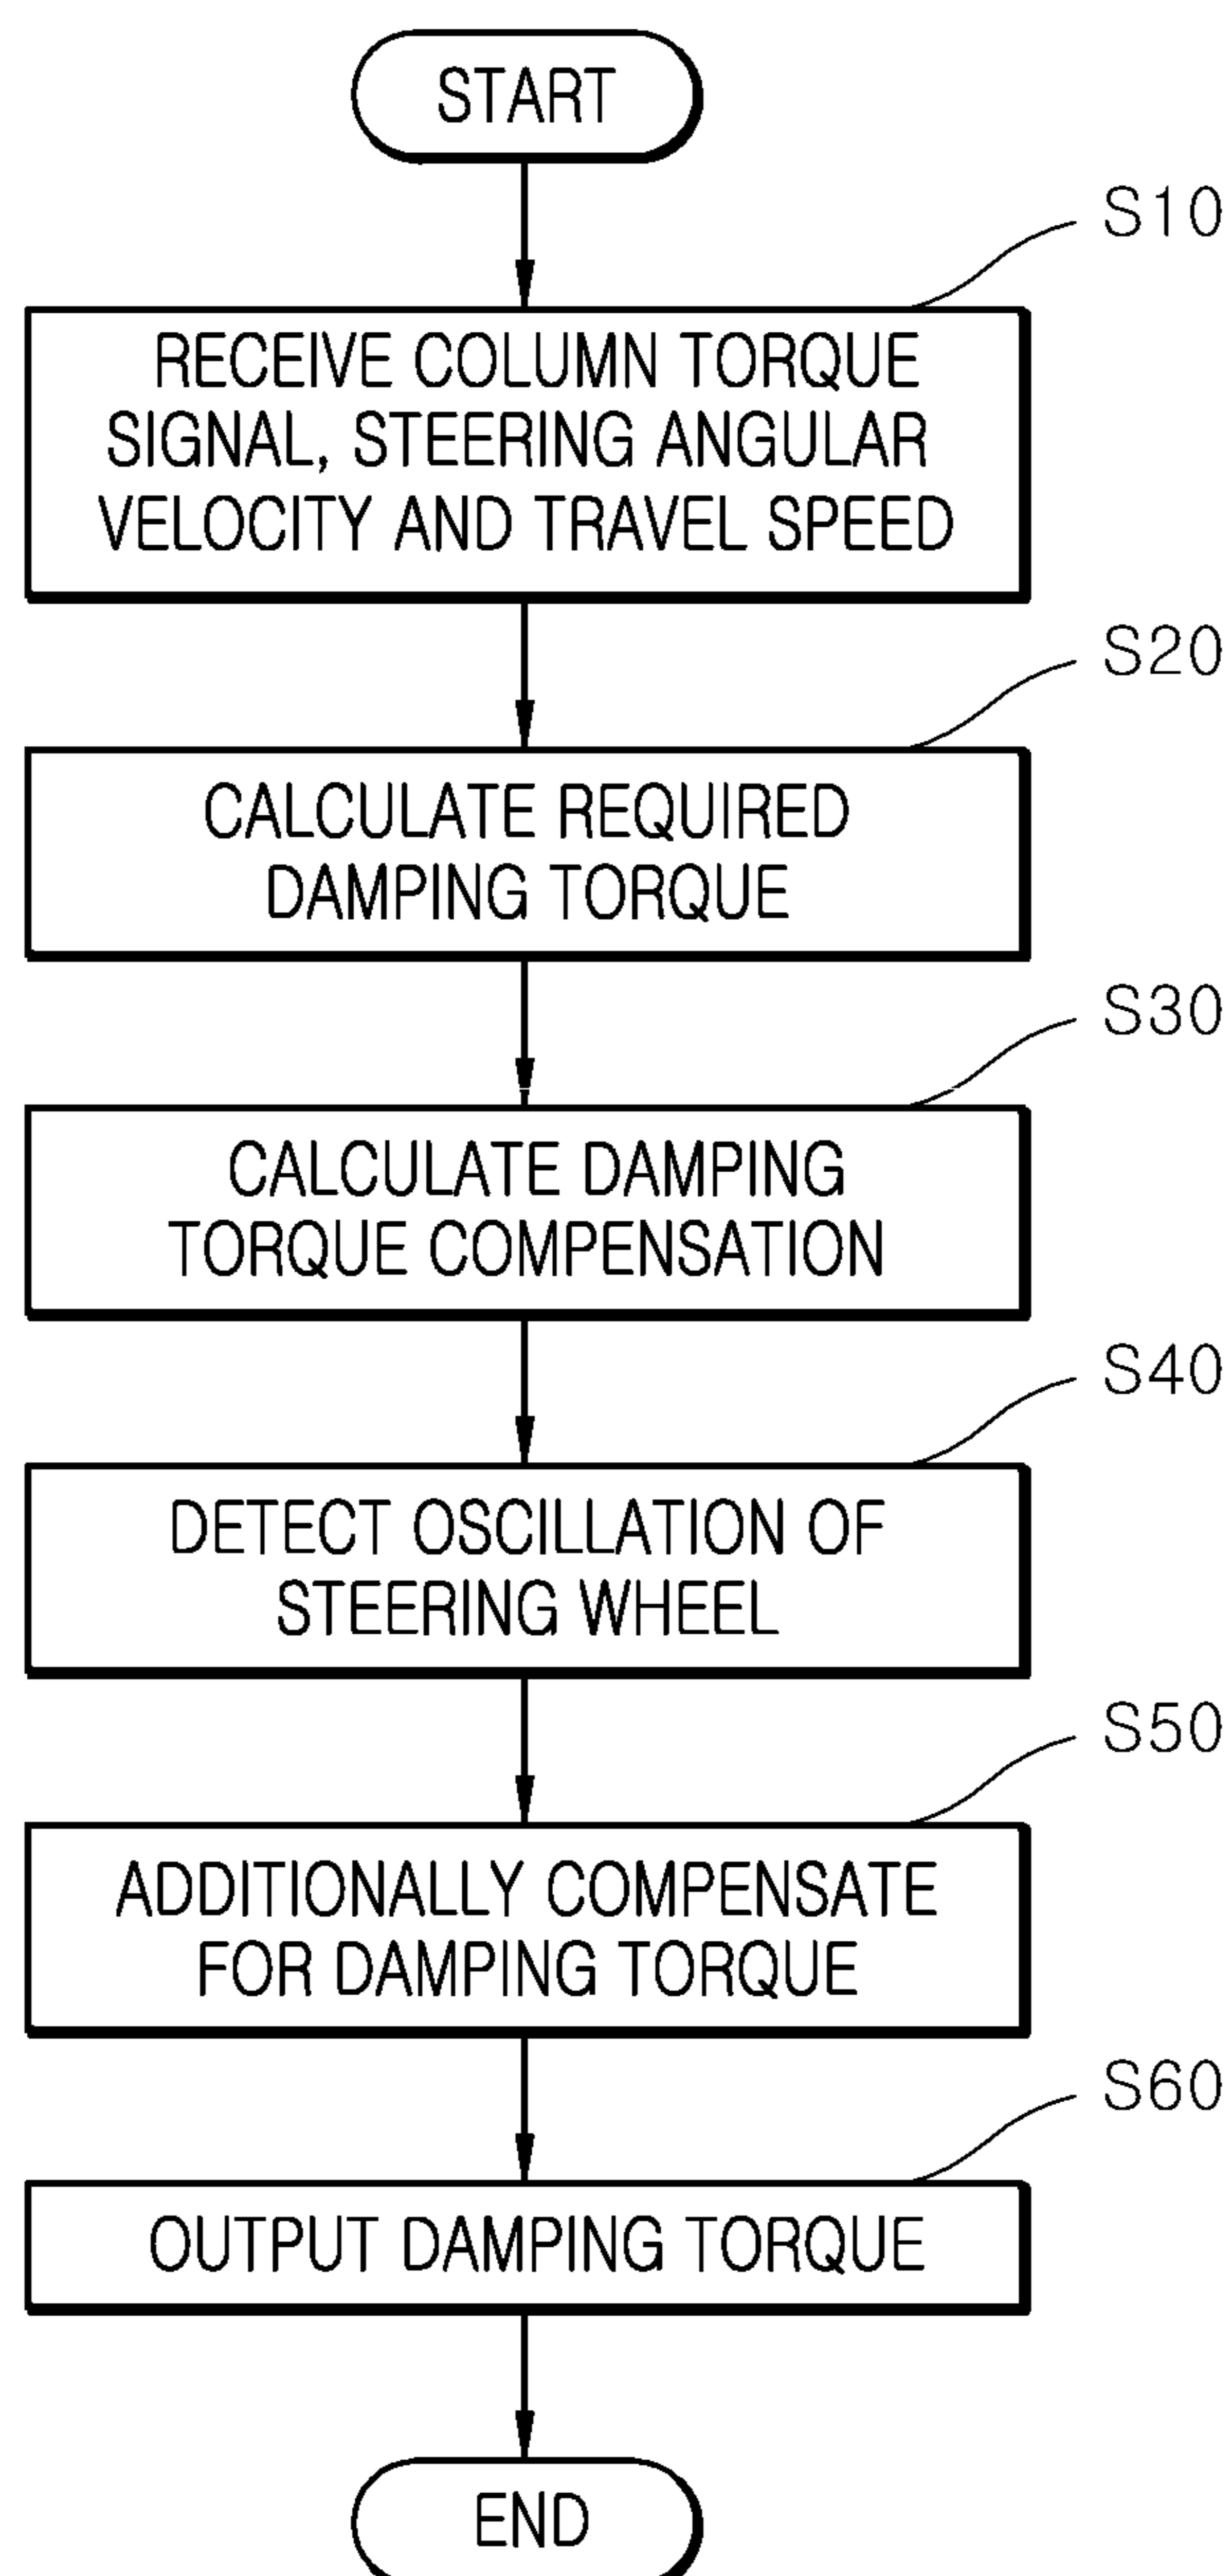 START
S10
RECEIVE COLUMN TORQUE
SIGNAL, STEERING ANGULAR
VELOCITY AND TRAVEL SPEED
S20
CALCULATE REQUIRED
DAMPING TORQUE
S30
CALCULATE DAMPING
TORQUE COMPENSATION
S40
DETECT OSCILLATION OF
STEERING WHEEL
S50
ADDITIONALLY COMPENSATE
FOR DAMPING TORQUE
S60
OUTPUT DAMPING TORQUE
END